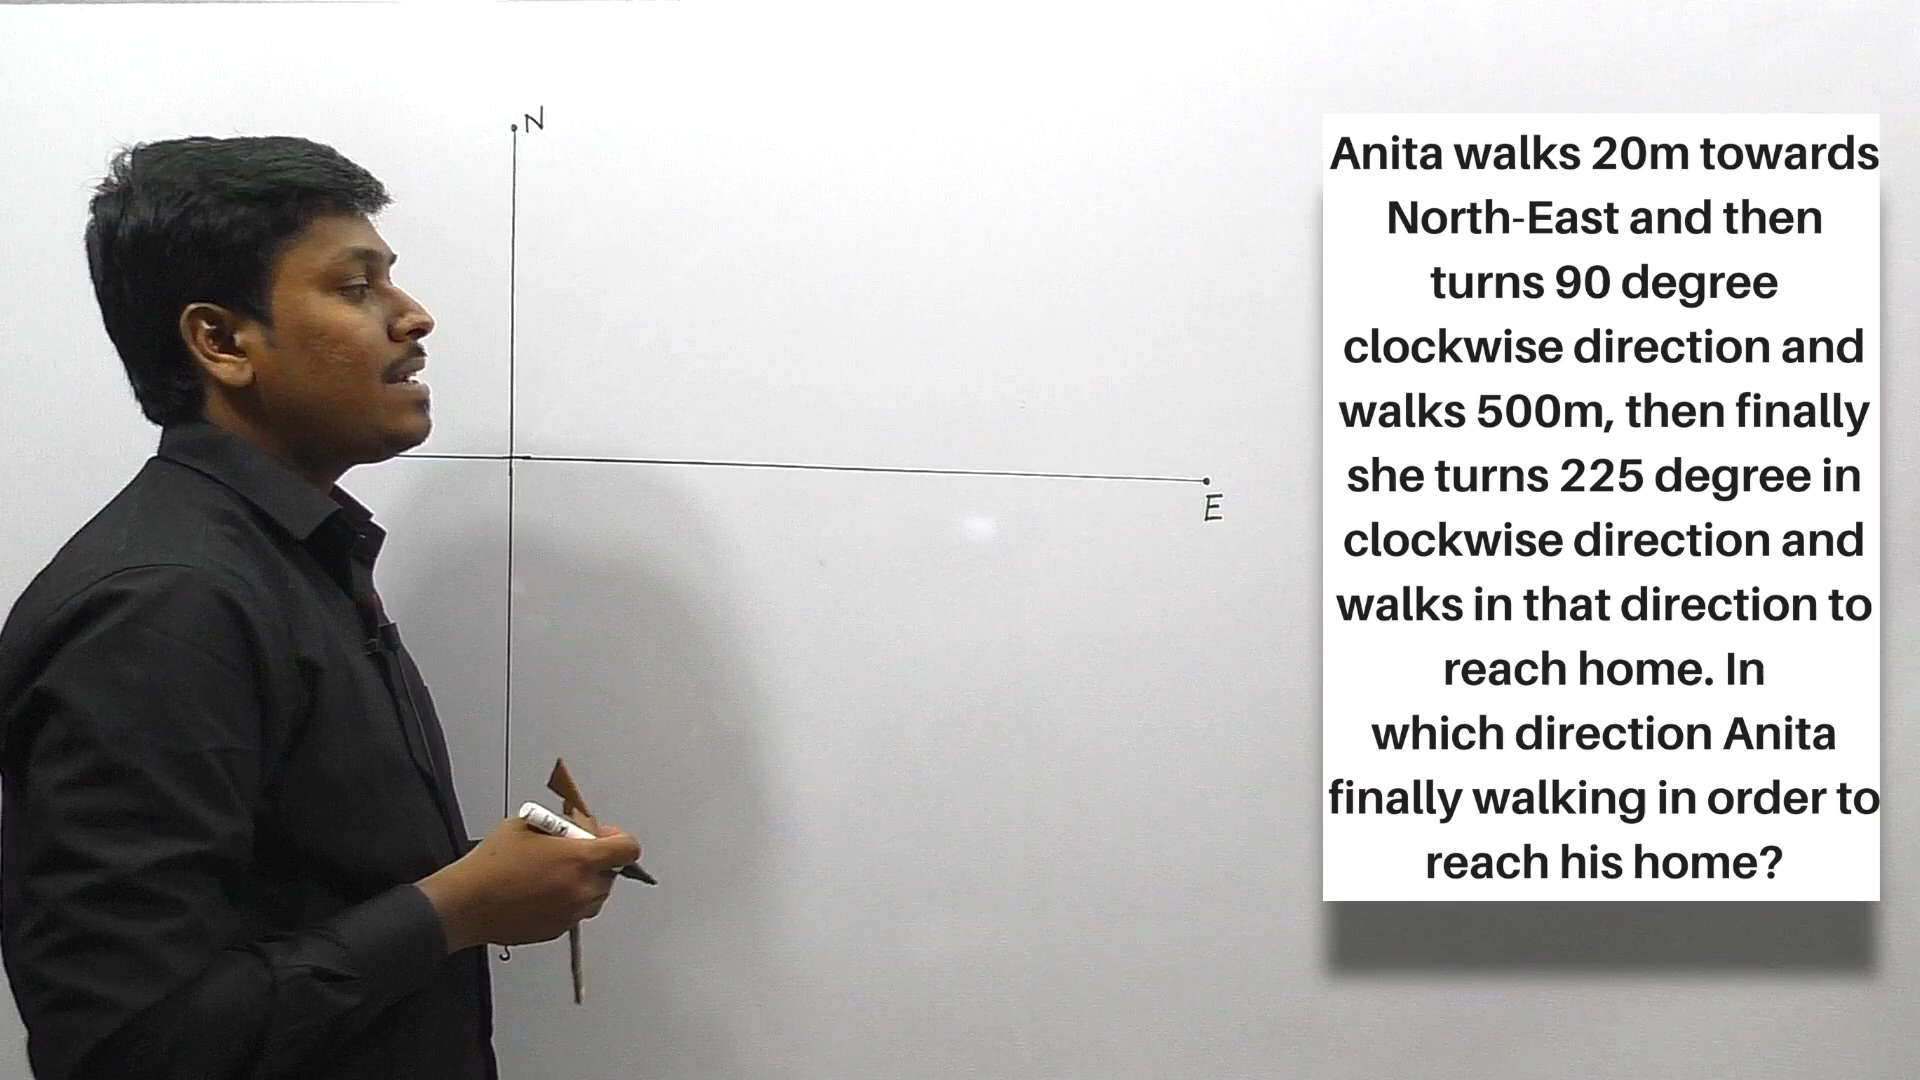 N
E
S
Anita walks 20m towards
North-East and then
turns 90 degree
clockwise direction and
walks 500m, then finally
she turns 225 degree in
clockwise direction and
walks in that direction to
reach home. In
which direction Anita
finally walking in order to
reach his home?